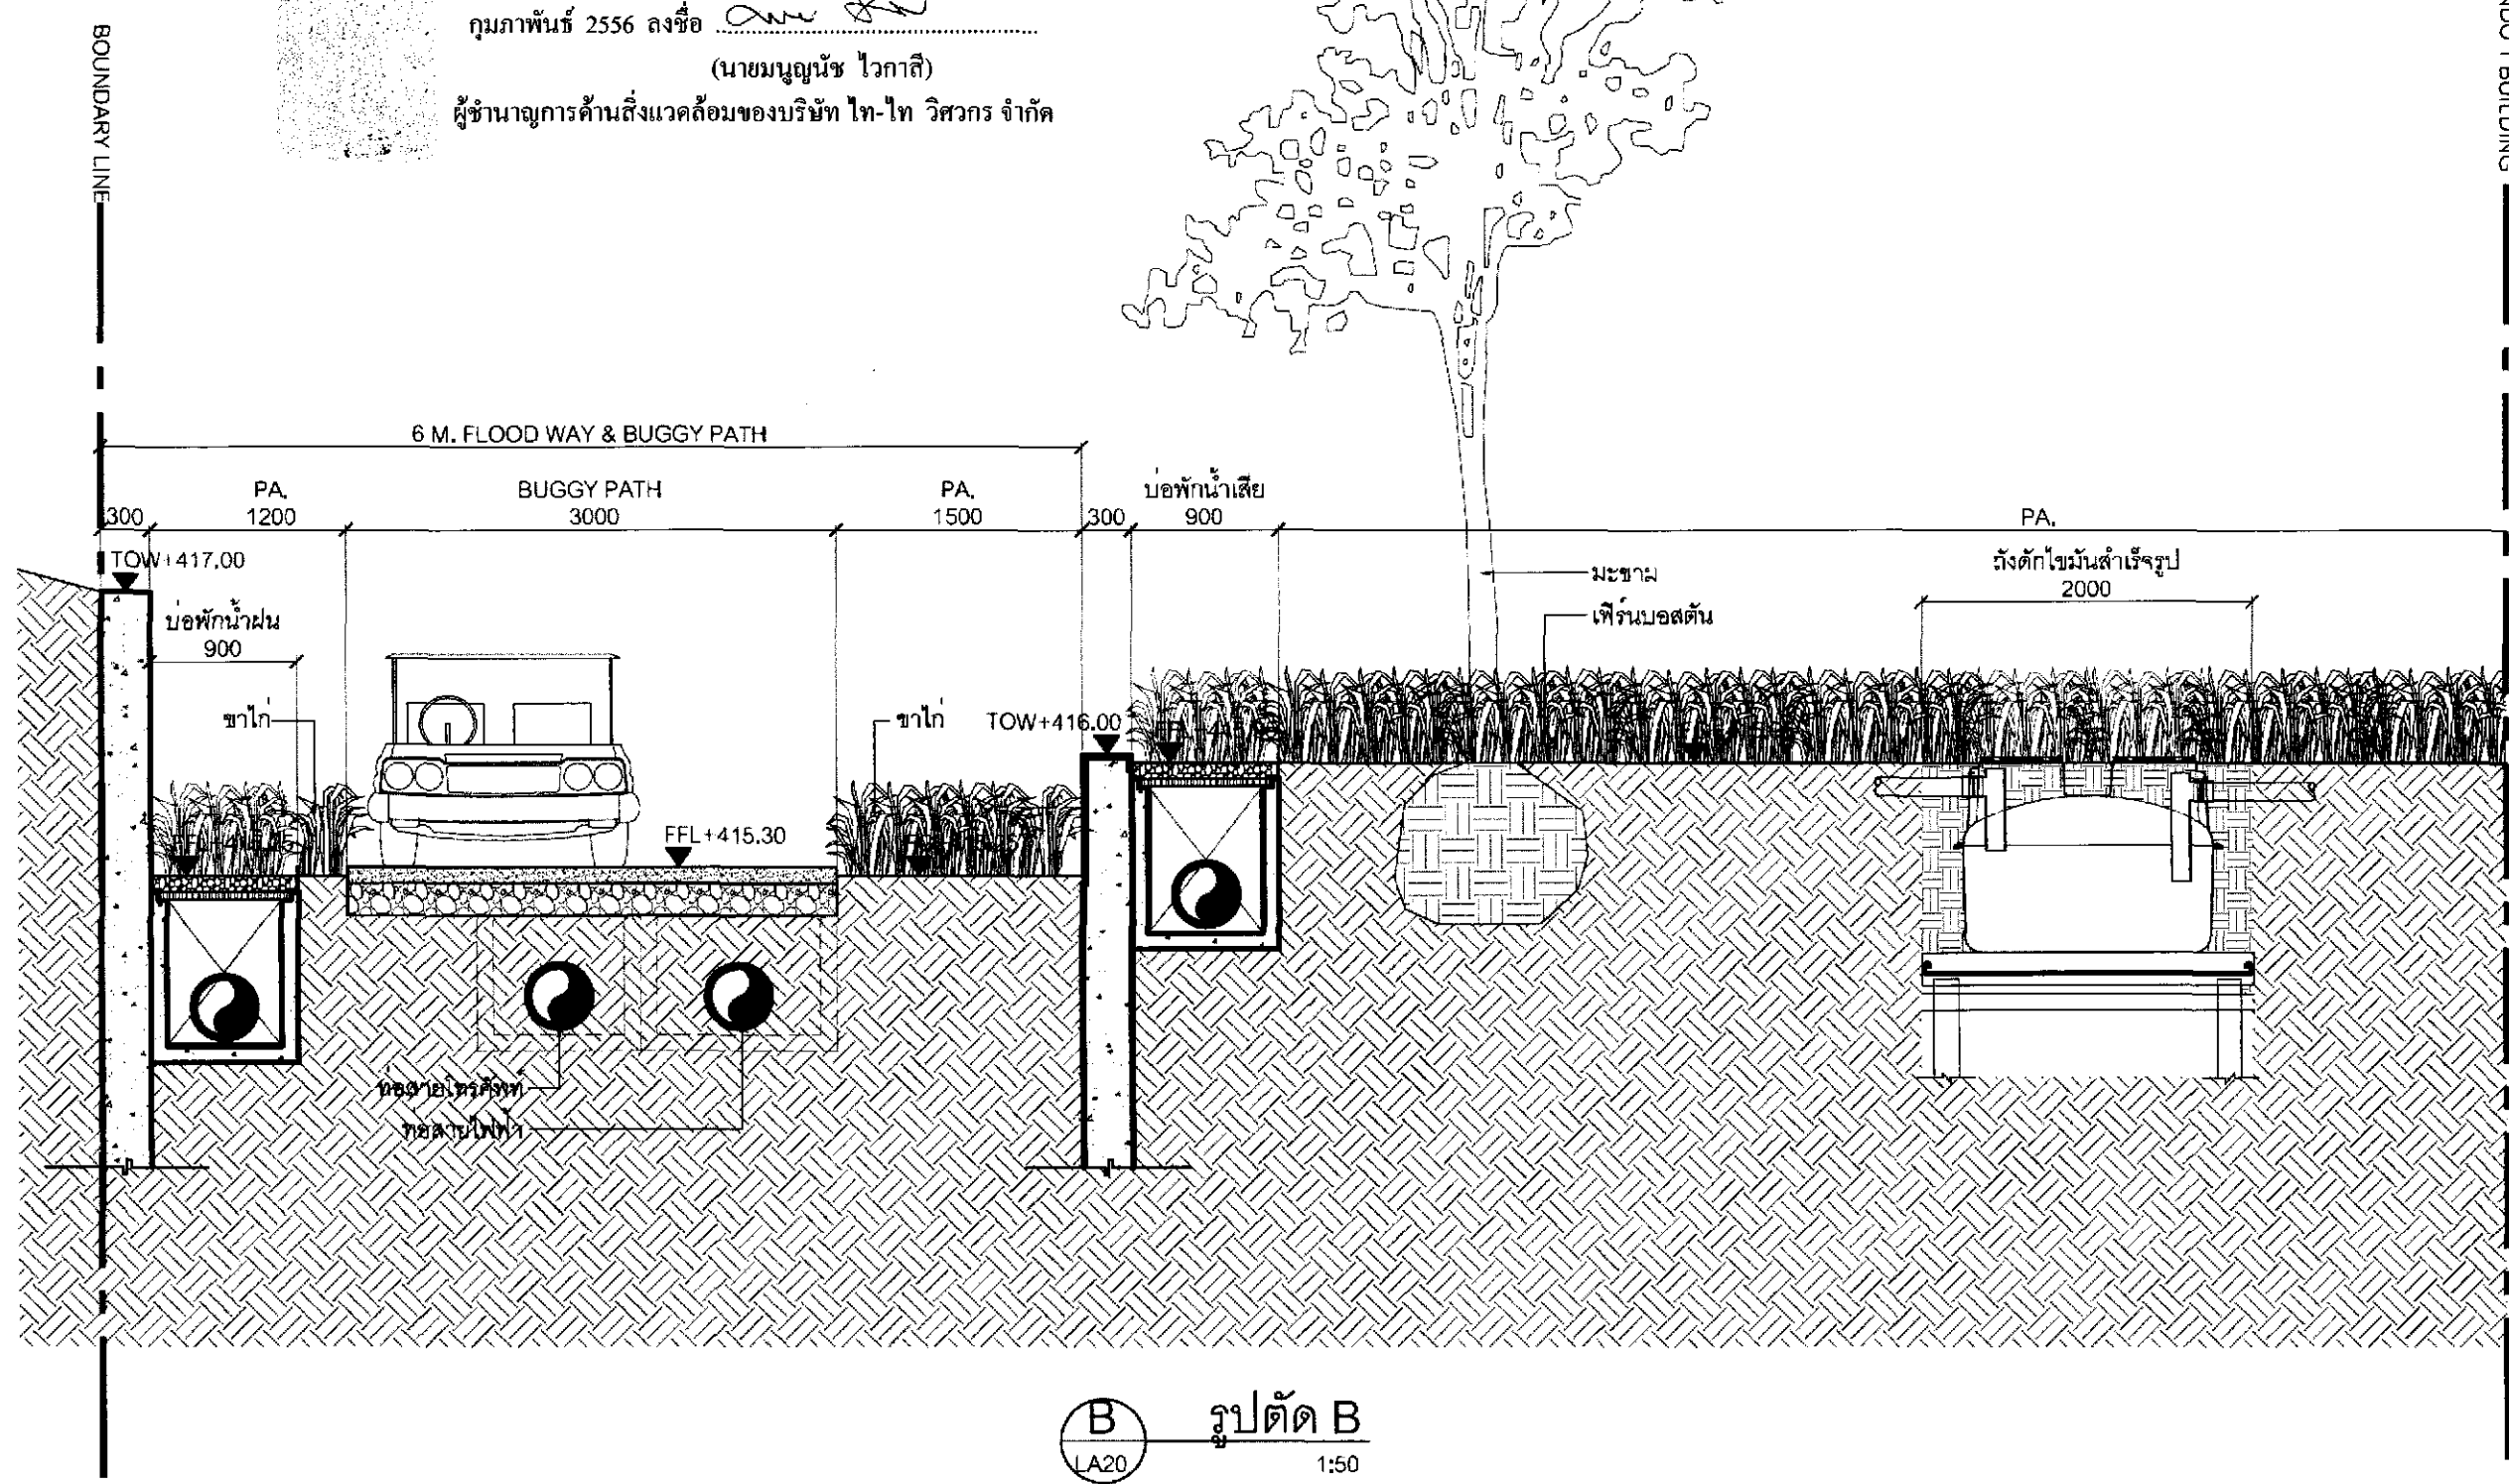 กุมภาพันธ์ 2556 ลงชื่อ
(นายมนูญนัช ไวกาสี)
ผู้ชำนาญการด้านสิ่งแวดล้อมของบริษัท ไท-ไท วิศวกร จำกัด
BOUNDARY LINE
BUILDING
6 M. FLOOD WAY & BUGGY PATH
PA. BUGGY PATH PA. บ่อพักน้ำเสีย
300 1200 3000 1500 300 900 PA.
TOW+417.00
บ่อพักน้ำฝน
900
มะขาม
เฟิร์นบอสตัน
ถังดักไขมันสำเร็จรูป
2000
ขาไก่
ขาไก่
TOW+416.00
FFL+415.30
ท่อสายโทรศัพท์
ท่อสายไฟฟ้า
B
LA20
รูปตัด B
1:50